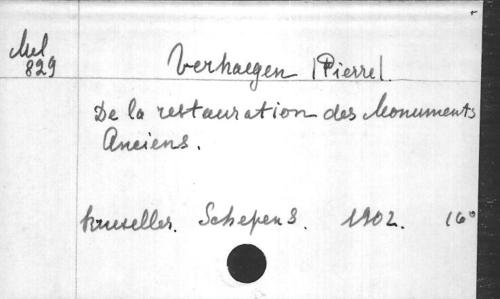 Mel
829
Verhaegen (Pierre).
De la restauration des Monuments
Anciens.
Bruxelles. Schepens. 1902. 16°